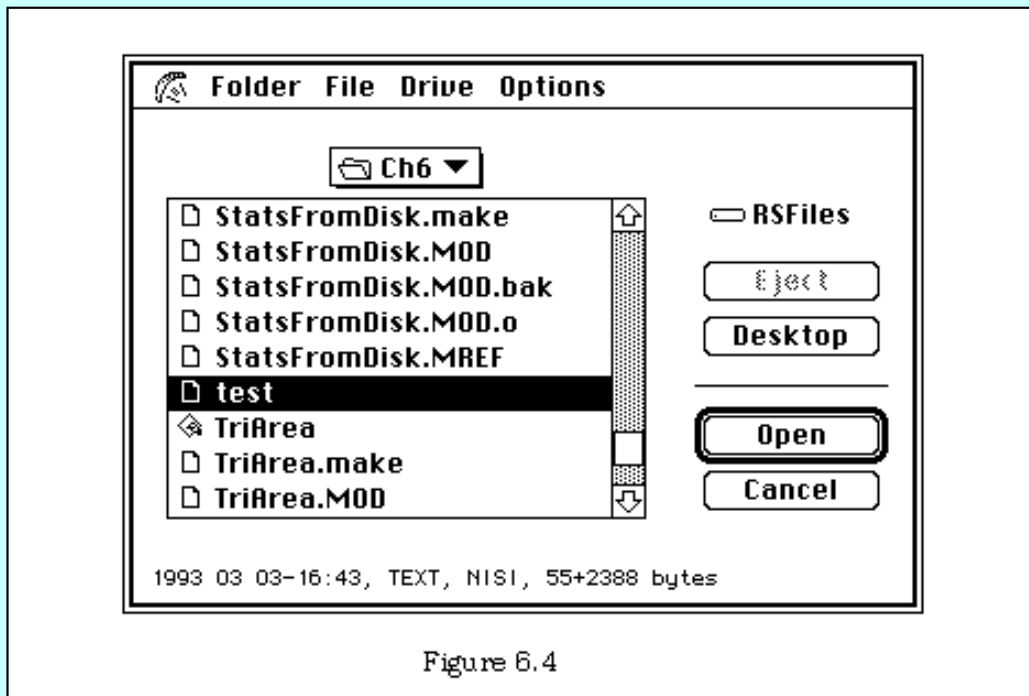 Folder File Drive Options
Ch6
StatsFromDisk.make
StatsFromDisk.MOD
StatsFromDisk.MOD.bak
StatsFromDisk.MOD.o
StatsFromDisk.MREF
test
TriArea
TriArea.make
TriArea.MOD
RSFiles
Eject
Desktop
Open
Cancel
1993 03 03-16:43, TEXT, NISI, 55+2388 bytes
Figure 6.4